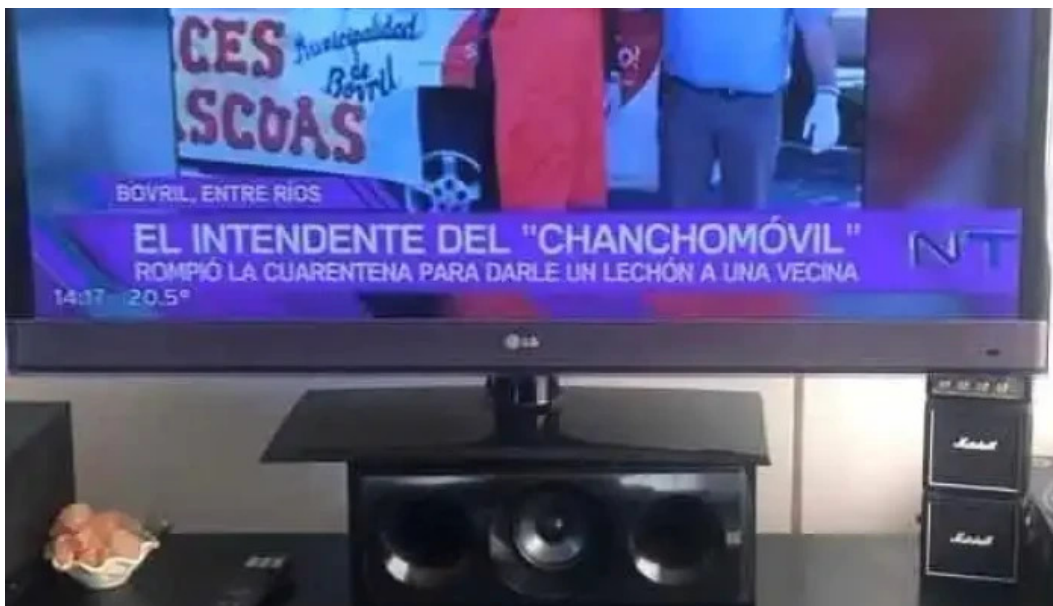 CES
Municipalidad
de
Bovril
SCUAS
BOVRIL, ENTRE RÍOS
EL INTENDENTE DEL "CHANCHOMÓVIL"
ROMPIÓ LA CUARENTENA PARA DARLE UN LECHÓN A UNA VECINA
NT
14:17 20.5°
LG
Marshall
Marshall